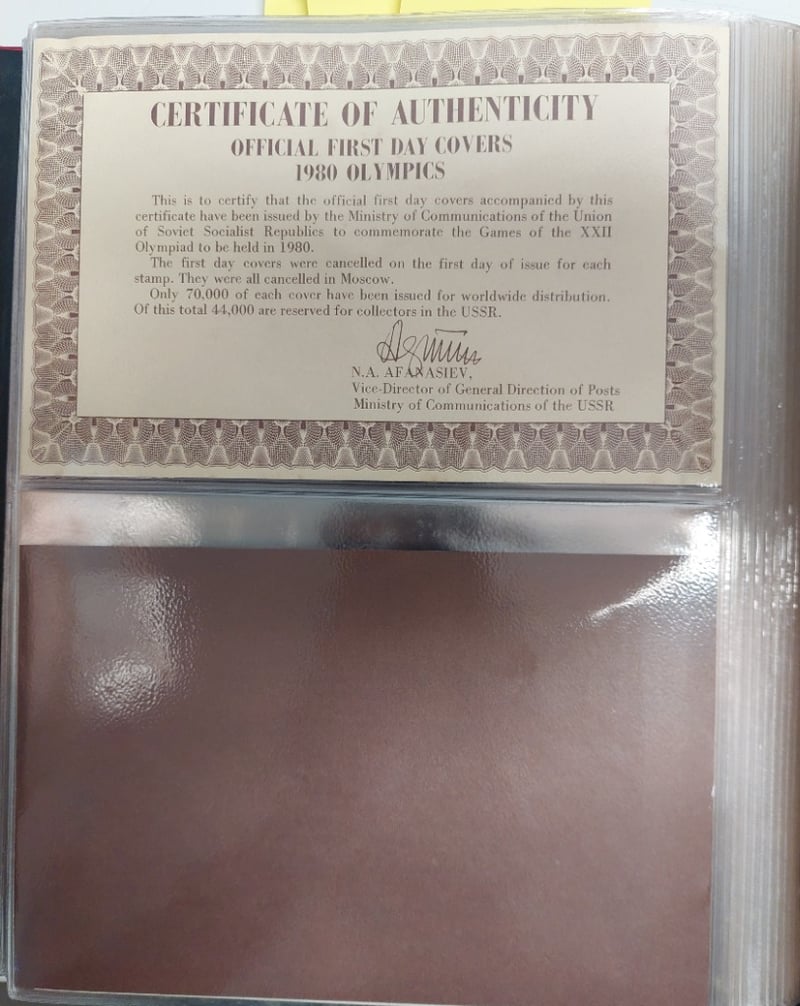 CERTIFICATE OF AUTHENTICITY
OFFICIAL FIRST DAY COVERS
1980 OLYMPICS
This is to certify that the official first day covers accompanied by this
certificate have been issued by the Ministry of Communications of the Union
of Soviet Socialist Republics to commemorate the Games of the XXII
Olympiad to be held in 1980.
The first day covers were cancelled on the first day of issue for each
stamp. They were all cancelled in Moscow.
Only 70,000 of each cover have been issued for worldwide distribution.
Of this total 44,000 are reserved for collectors in the USSR.
N.A. AFANASIEV,
Vice-Director of General Direction of Posts
Ministry of Communications of the USSR